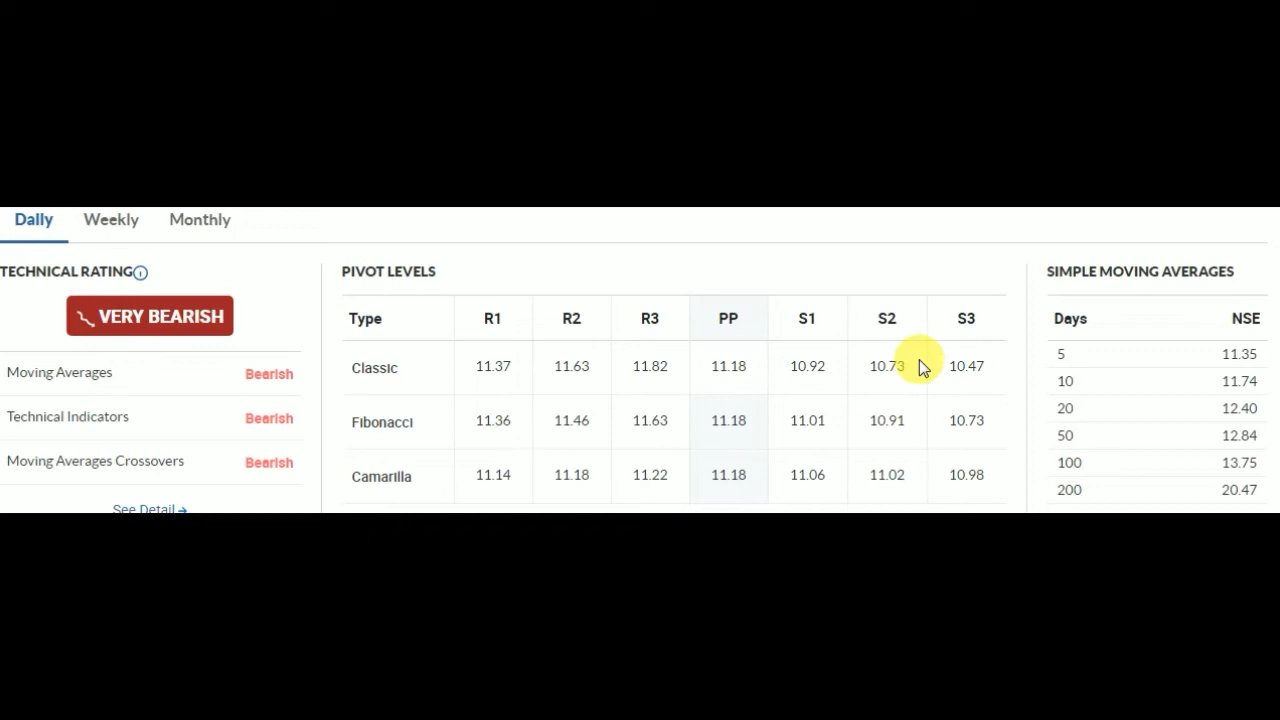 Daily Weekly Monthly
TECHNICAL RATING
VERY BEARISH
Moving Averages Bearish
Technical Indicators Bearish
Moving Averages Crossovers Bearish
See Detail →
PIVOT LEVELS
Type R1 R2 R3 PP S1 S2 S3
Classic 11.37 11.63 11.82 11.18 10.92 10.73 10.47
Fibonacci 11.36 11.46 11.63 11.18 11.01 10.91 10.73
Camarilla 11.14 11.18 11.22 11.18 11.06 11.02 10.98
SIMPLE MOVING AVERAGES
Days NSE
5 11.35
10 11.74
20 12.40
50 12.84
100 13.75
200 20.47